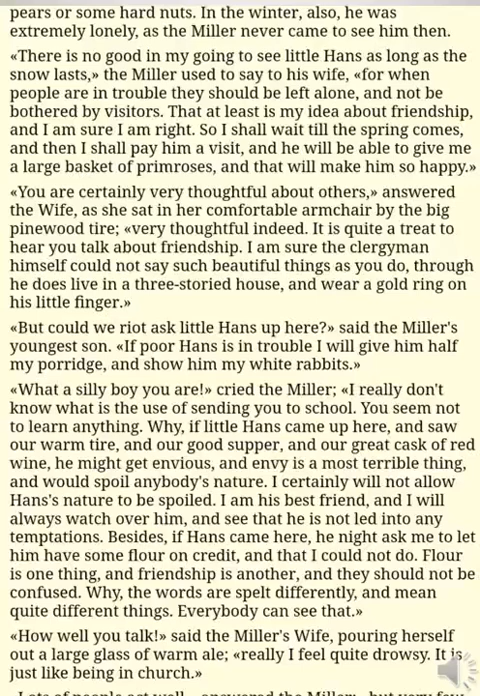 pears or some hard nuts. In the winter, also, he was
extremely lonely, as the Miller never came to see him then.
«There is no good in my going to see little Hans as long as the
snow lasts,» the Miller used to say to his wife, «for when
people are in trouble they should be left alone, and not be
bothered by visitors. That at least is my idea about friendship,
and I am sure I am right. So I shall wait till the spring comes,
and then I shall pay him a visit, and he will be able to give me
a large basket of primroses, and that will make him so happy.»
«You are certainly very thoughtful about others,» answered
the Wife, as she sat in her comfortable armchair by the big
pinewood tire; «very thoughtful indeed. It is quite a treat to
hear you talk about friendship. I am sure the clergyman
himself could not say such beautiful things as you do, through
he does live in a three-storied house, and wear a gold ring on
his little finger.»
«But could we riot ask little Hans up here?» said the Miller's
youngest son. «If poor Hans is in trouble I will give him half
my porridge, and show him my white rabbits.»
«What a silly boy you are!» cried the Miller; «I really don't
know what is the use of sending you to school. You seem not
to learn anything. Why, if little Hans came up here, and saw
our warm tire, and our good supper, and our great cask of red
wine, he might get envious, and envy is a most terrible thing,
and would spoil anybody's nature. I certainly will not allow
Hans's nature to be spoiled. I am his best friend, and I will
always watch over him, and see that he is not led into any
temptations. Besides, if Hans came here, he night ask me to let
him have some flour on credit, and that I could not do. Flour
is one thing, and friendship is another, and they should not be
confused. Why, the words are spelt differently, and mean
quite different things. Everybody can see that.»
«How well you talk!» said the Miller's Wife, pouring herself
out a large glass of warm ale; «really I feel quite drowsy. It is
just like being in church.»
«Lots of people act well,» answered the Miller; «but very few